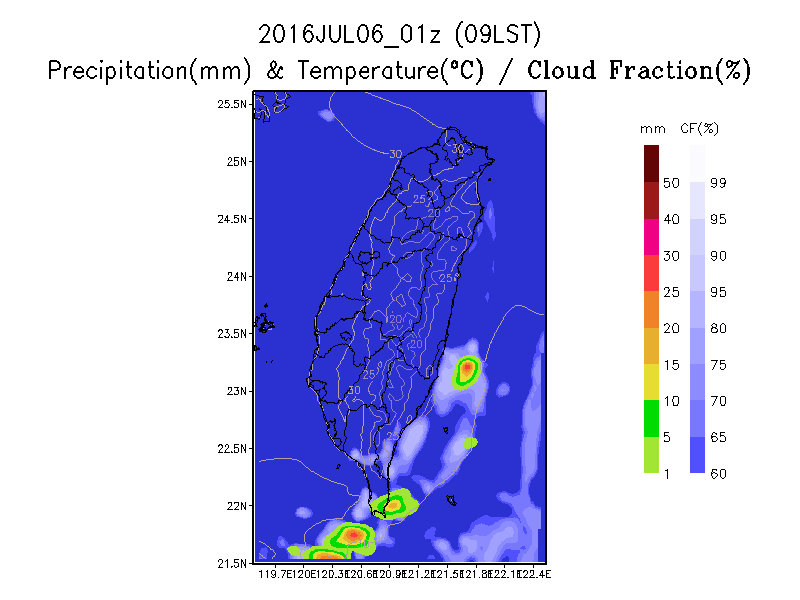 2016JUL06_01z (09LST)
Precipitation(mm) & Temperature(°C) / Cloud Fraction(%)
25.5N
25N
24.5N
24N
23.5N
23N
22.5N
22N
21.5N
119.7E 120E 120.3E 120.6E 120.9E 121.2E 121.5E 121.8E 122.1E 122.4E
30
30
25
20
25
20
20
25
30
25
mm CF(%)
50 99
40 95
30 90
20 95
15 80
10 70
5 65
1 60